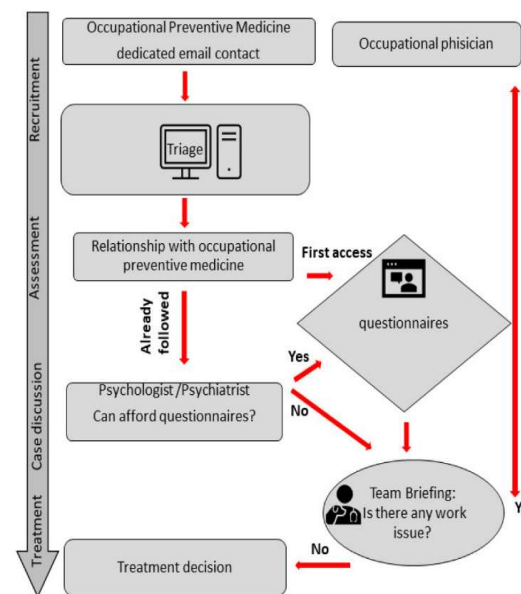 Occupational Preventive Medicine
dedicated email contact
Occupational phisician
Recruitment
Triage
Assessment
Relationship with occupational
preventive medicine
First access
questionnaires
Already
followed
Yes
Case discussion
Psychologist/Psychiatrist
Can afford questionnaires?
No
Team Briefing:
Is there any work
issue?
Y
Treatment
No
Treatment decision